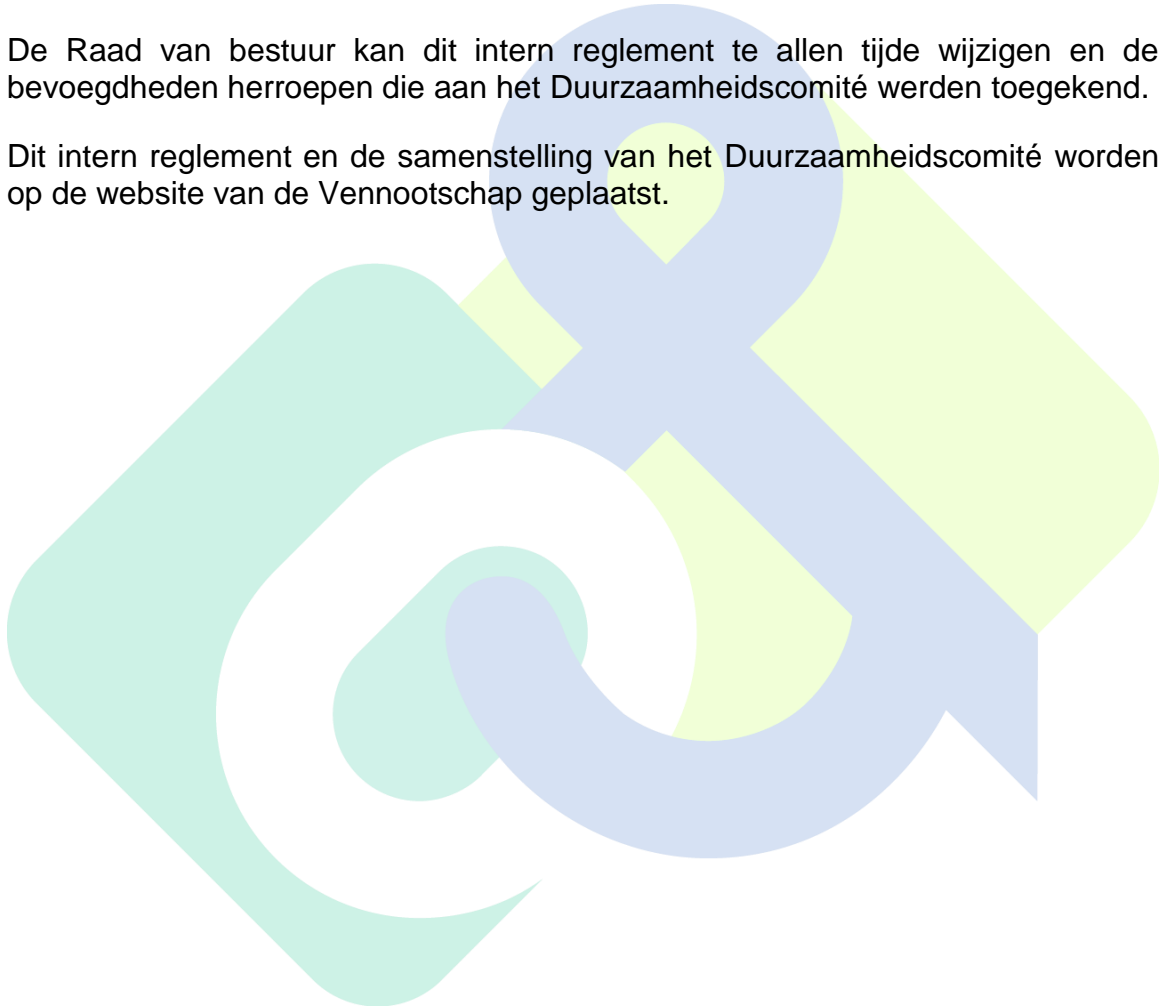 De Raad van bestuur kan dit intern reglement te allen tijde wijzigen en de
bevoegdheden herroepen die aan het Duurzaamheidscomité werden toegekend.
Dit intern reglement en de samenstelling van het Duurzaamheidscomité worden
op de website van de Vennootschap geplaatst.